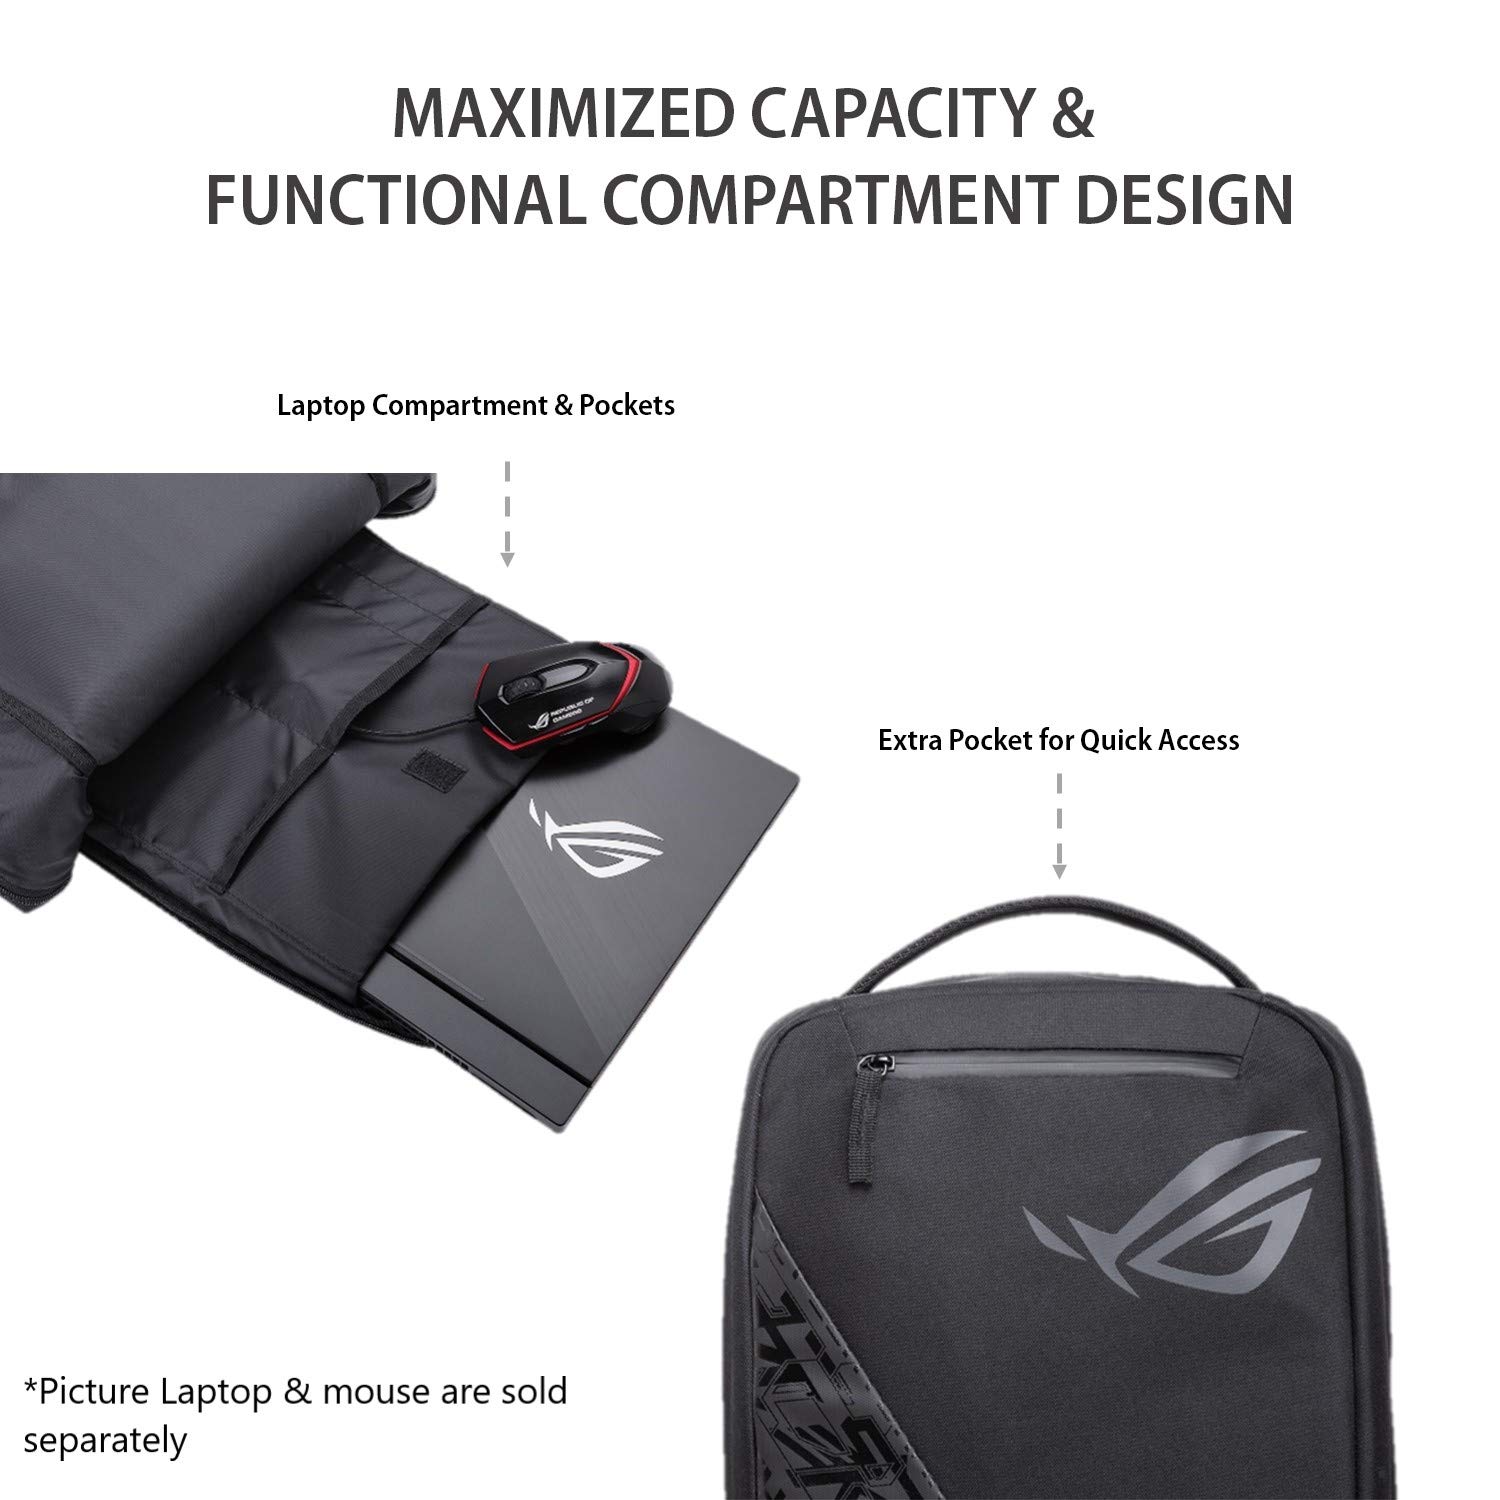 MAXIMIZED CAPACITY &
FUNCTIONAL COMPARTMENT DESIGN
Laptop Compartment & Pockets
REPUBLIC OF
GAMERS
Extra Pocket for Quick Access
*Picture Laptop & mouse are sold
separately